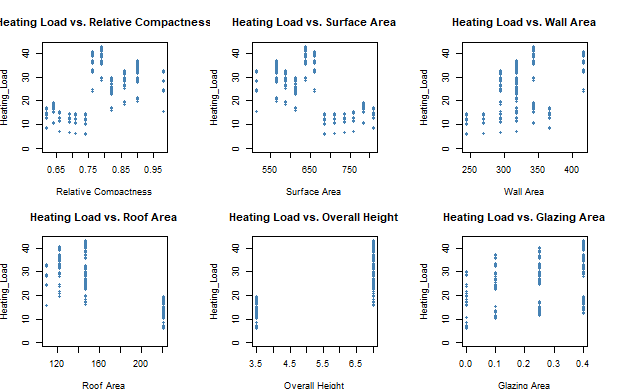 Heating Load vs. Relative Compactness
Heating_Load
0 10 20 30 40
0.65 0.75 0.85 0.95
Relative Compactness
Heating Load vs. Surface Area
Heating_Load
0 10 20 30 40
550 650 750
Surface Area
Heating Load vs. Wall Area
Heating_Load
0 10 20 30 40
250 300 350 400
Wall Area
Heating Load vs. Roof Area
Heating_Load
0 10 20 30 40
120 160 200
Roof Area
Heating Load vs. Overall Height
Heating_Load
0 10 20 30 40
3.5 4.5 5.5 6.5
Overall Height
Heating Load vs. Glazing Area
Heating_Load
0 10 20 30 40
0.0 0.1 0.2 0.3 0.4
Glazing Area